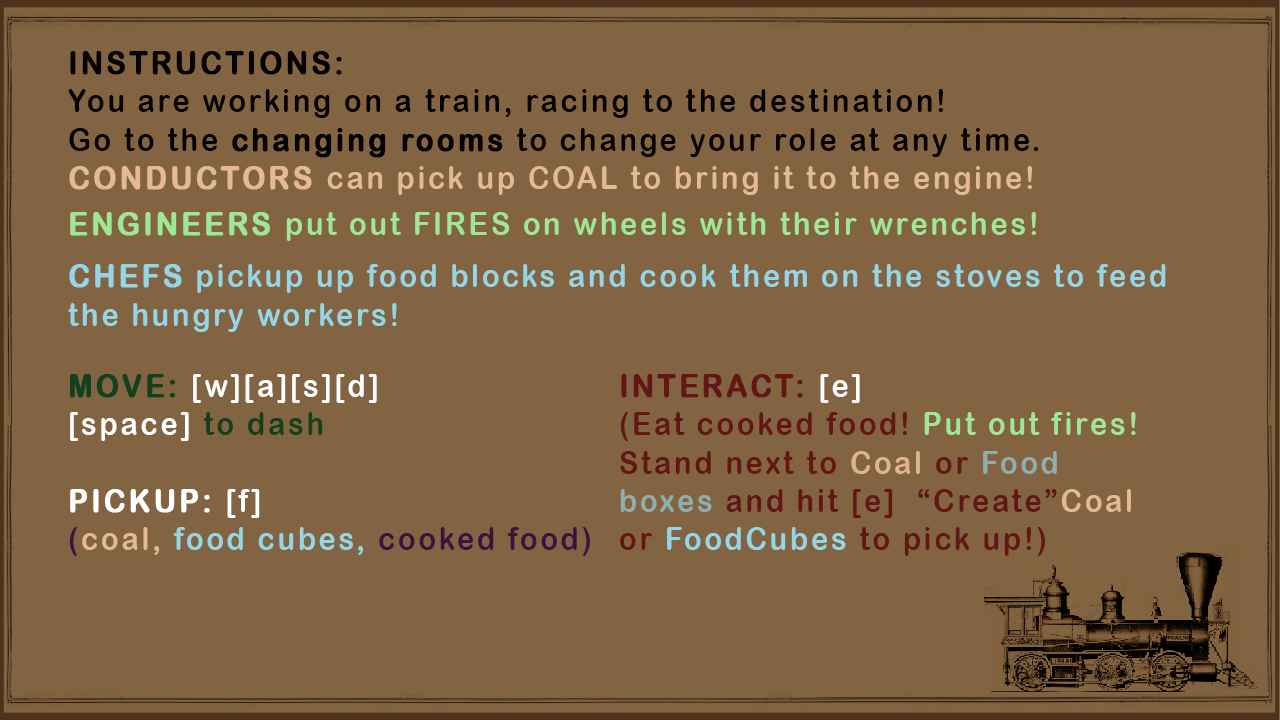 INSTRUCTIONS:
You are working on a train, racing to the destination!
Go to the changing rooms to change your role at any time.
CONDUCTORS can pick up COAL to bring it to the engine!
ENGINEERS put out FIRES on wheels with their wrenches!
CHEFS pickup up food blocks and cook them on the stoves to feed
the hungry workers!
MOVE: [w][a][s][d]
[space] to dash
PICKUP: [f]
(coal, food cubes, cooked food)
INTERACT: [e]
(Eat cooked food! Put out fires!
Stand next to Coal or Food
boxes and hit [e] “Create”Coal
or FoodCubes to pick up!)